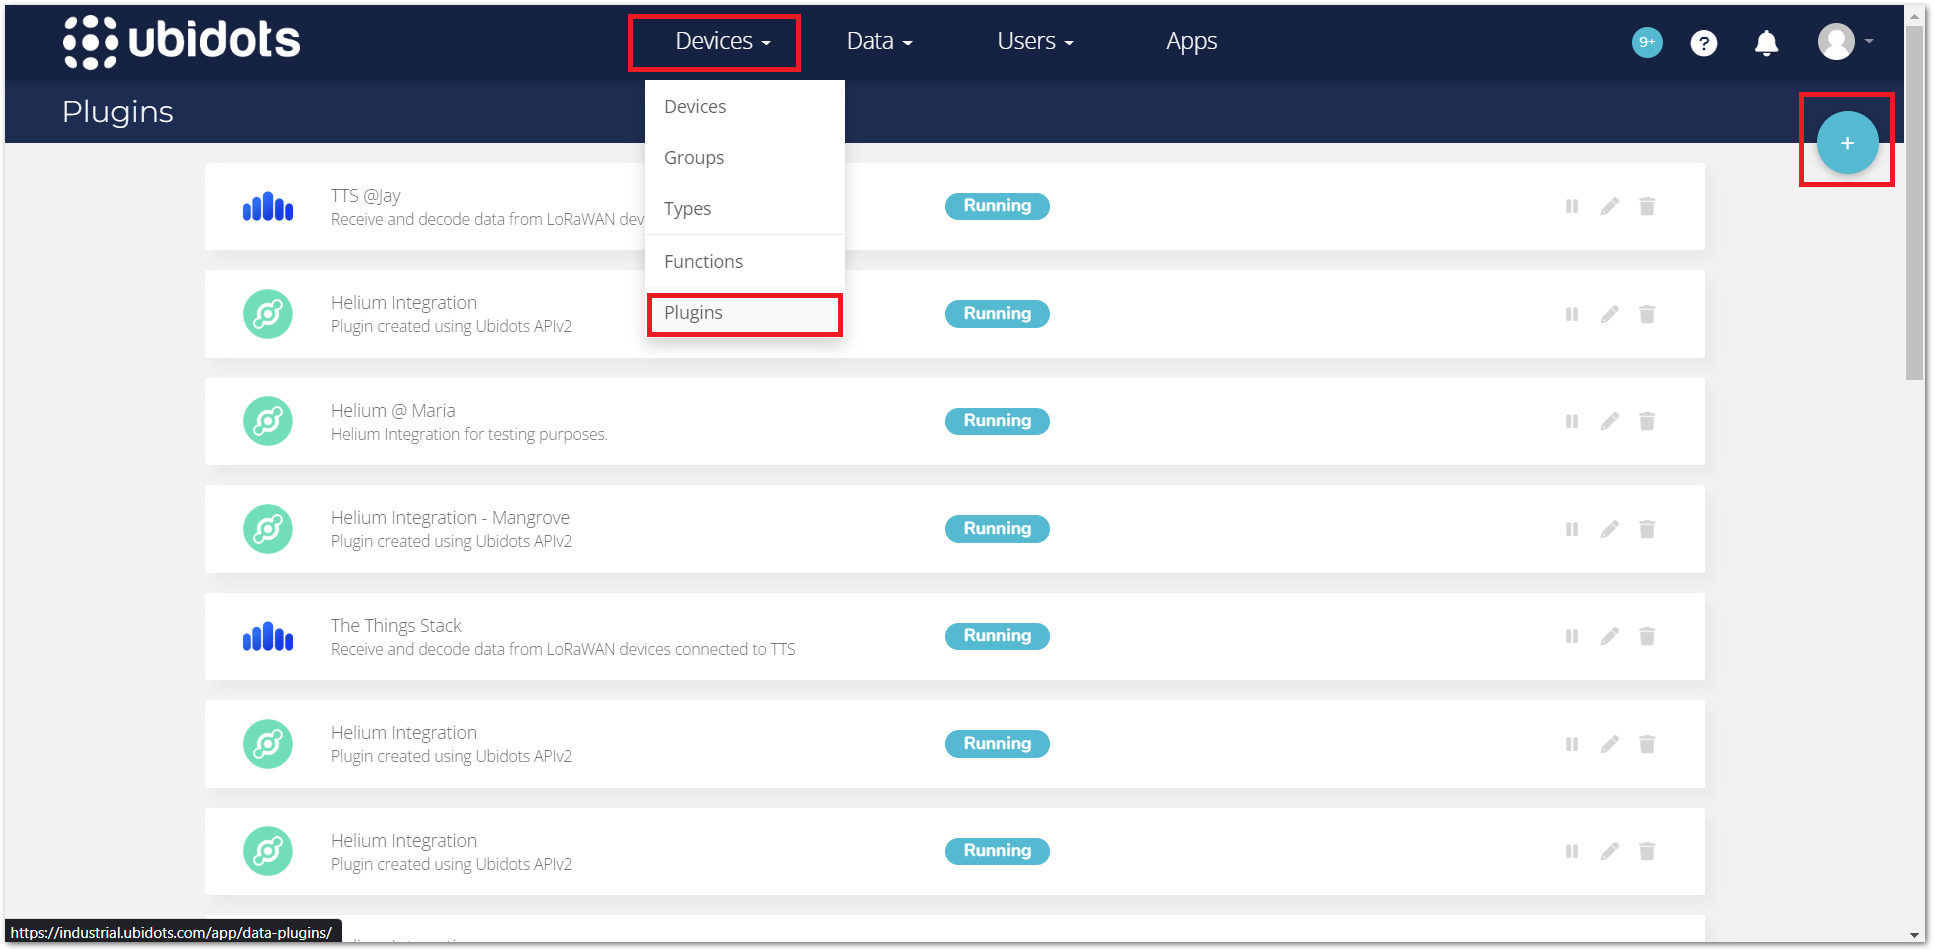 ubidots
Devices
Data
Users
Apps
9+
?
Plugins
+
Devices
Groups
Types
Functions
Plugins
TTS @Jay
Receive and decode data from LoRaWAN dev
Running
Helium Integration
Plugin created using Ubidots APIv2
Running
Helium @ Maria
Helium Integration for testing purposes.
Running
Helium Integration - Mangrove
Plugin created using Ubidots APIv2
Running
The Things Stack
Receive and decode data from LoRaWAN devices connected to TTS
Running
Helium Integration
Plugin created using Ubidots APIv2
Running
Helium Integration
Plugin created using Ubidots APIv2
Running
https://industrial.ubidots.com/app/data-plugins/